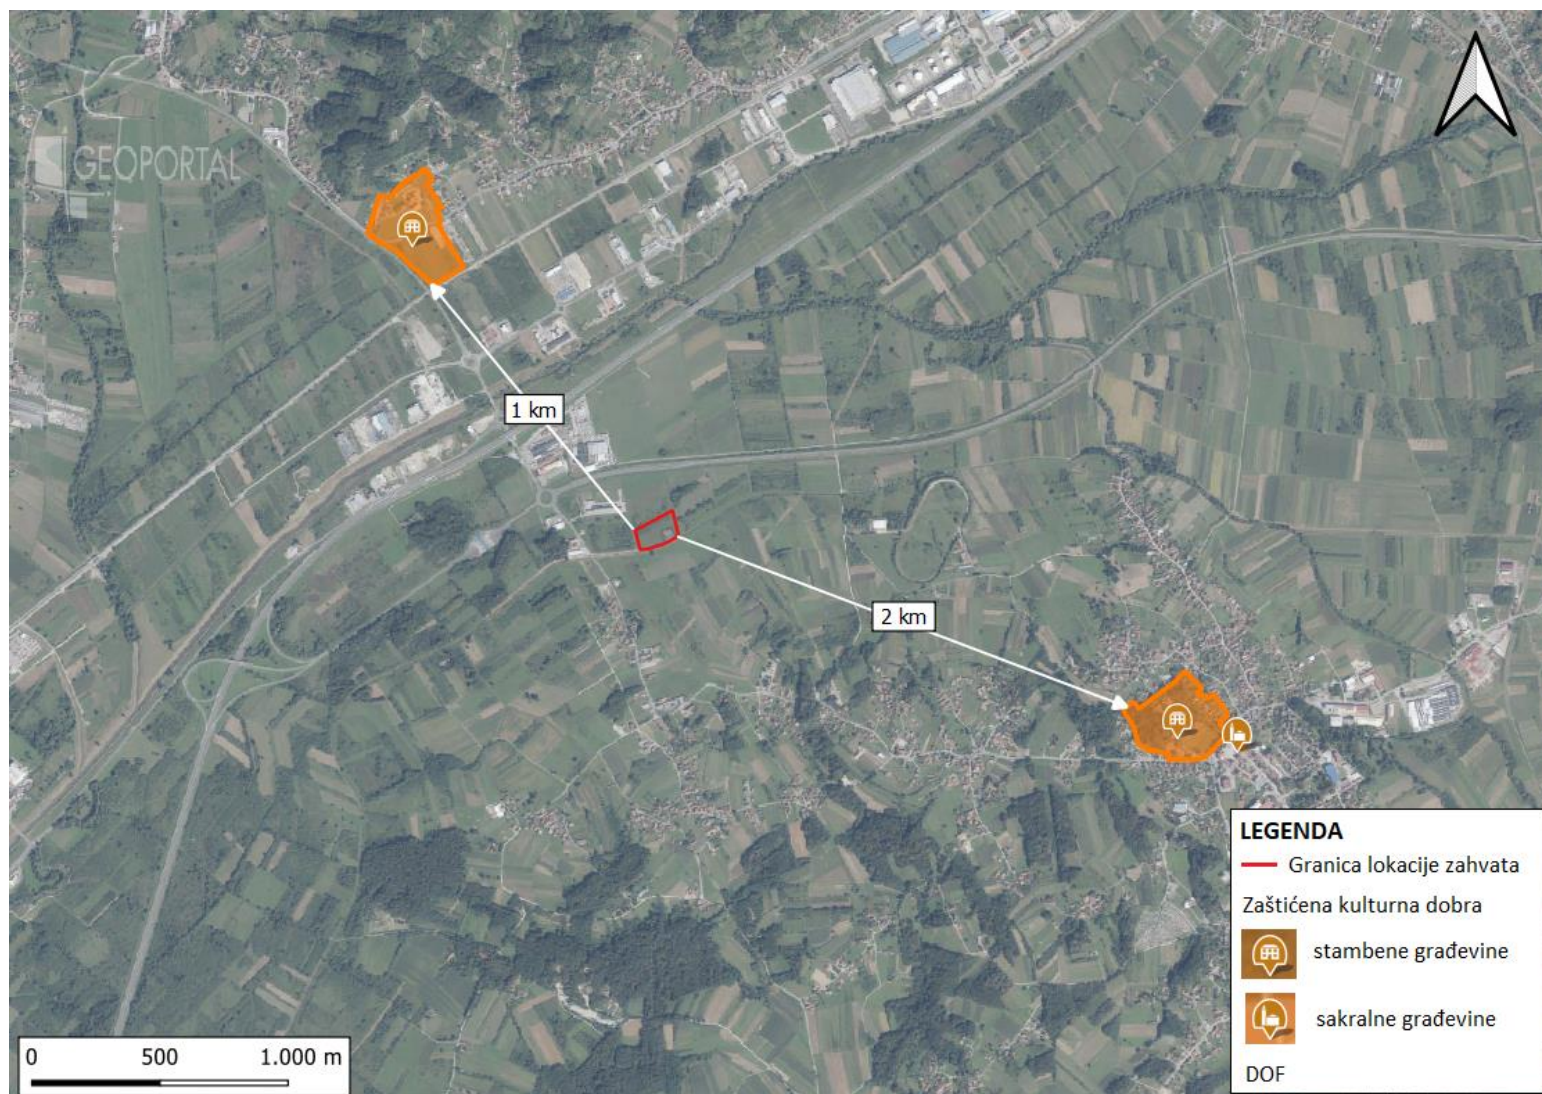 GEOPORTAL
1 km
2 km
LEGENDA
Granica lokacije zahvata
Zaštićena kulturna dobra
stambene građevine
sakralne građevine
DOF
0 500 1.000 m